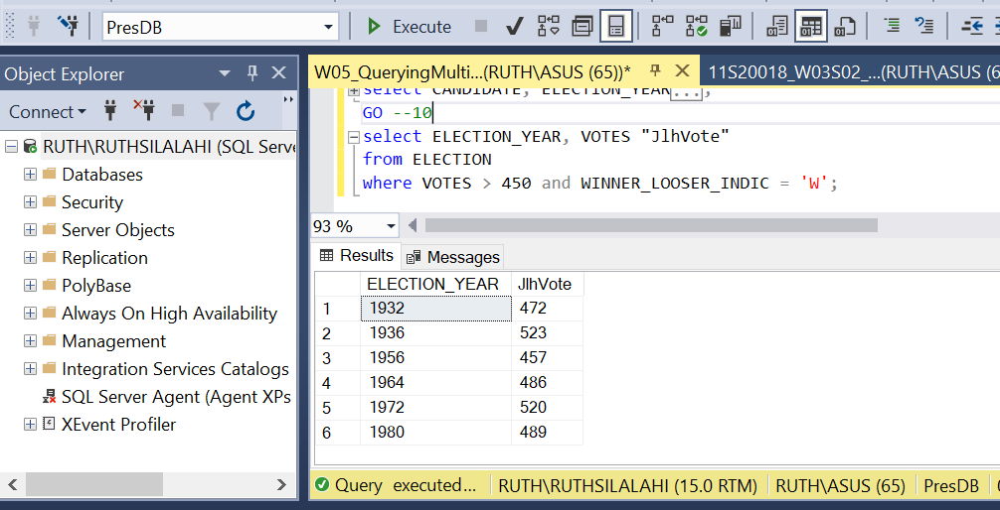 PresDB
Execute
Object Explorer
Connect
RUTH\RUTHSILALAHI (SQL Serve
Databases
Security
Server Objects
Replication
PolyBase
Always On High Availability
Management
Integration Services Catalogs
SQL Server Agent (Agent XPs
XEvent Profiler
W05_QueryingMulti...(RUTH\ASUS (65))*
11S20018_W03S02_...(RUTH\ASUS (6
select CANDIDATE, ELECTION_YEAR...;
GO --10
select ELECTION_YEAR, VOTES "JlhVote"
from ELECTION
where VOTES > 450 and WINNER_LOOSER_INDIC = 'W';
93 %
Results Messages
ELECTION_YEAR JlhVote
1 1932 472
2 1936 523
3 1956 457
4 1964 486
5 1972 520
6 1980 489
Query executed... RUTH\RUTHSILALAHI (15.0 RTM) RUTH\ASUS (65) PresDB